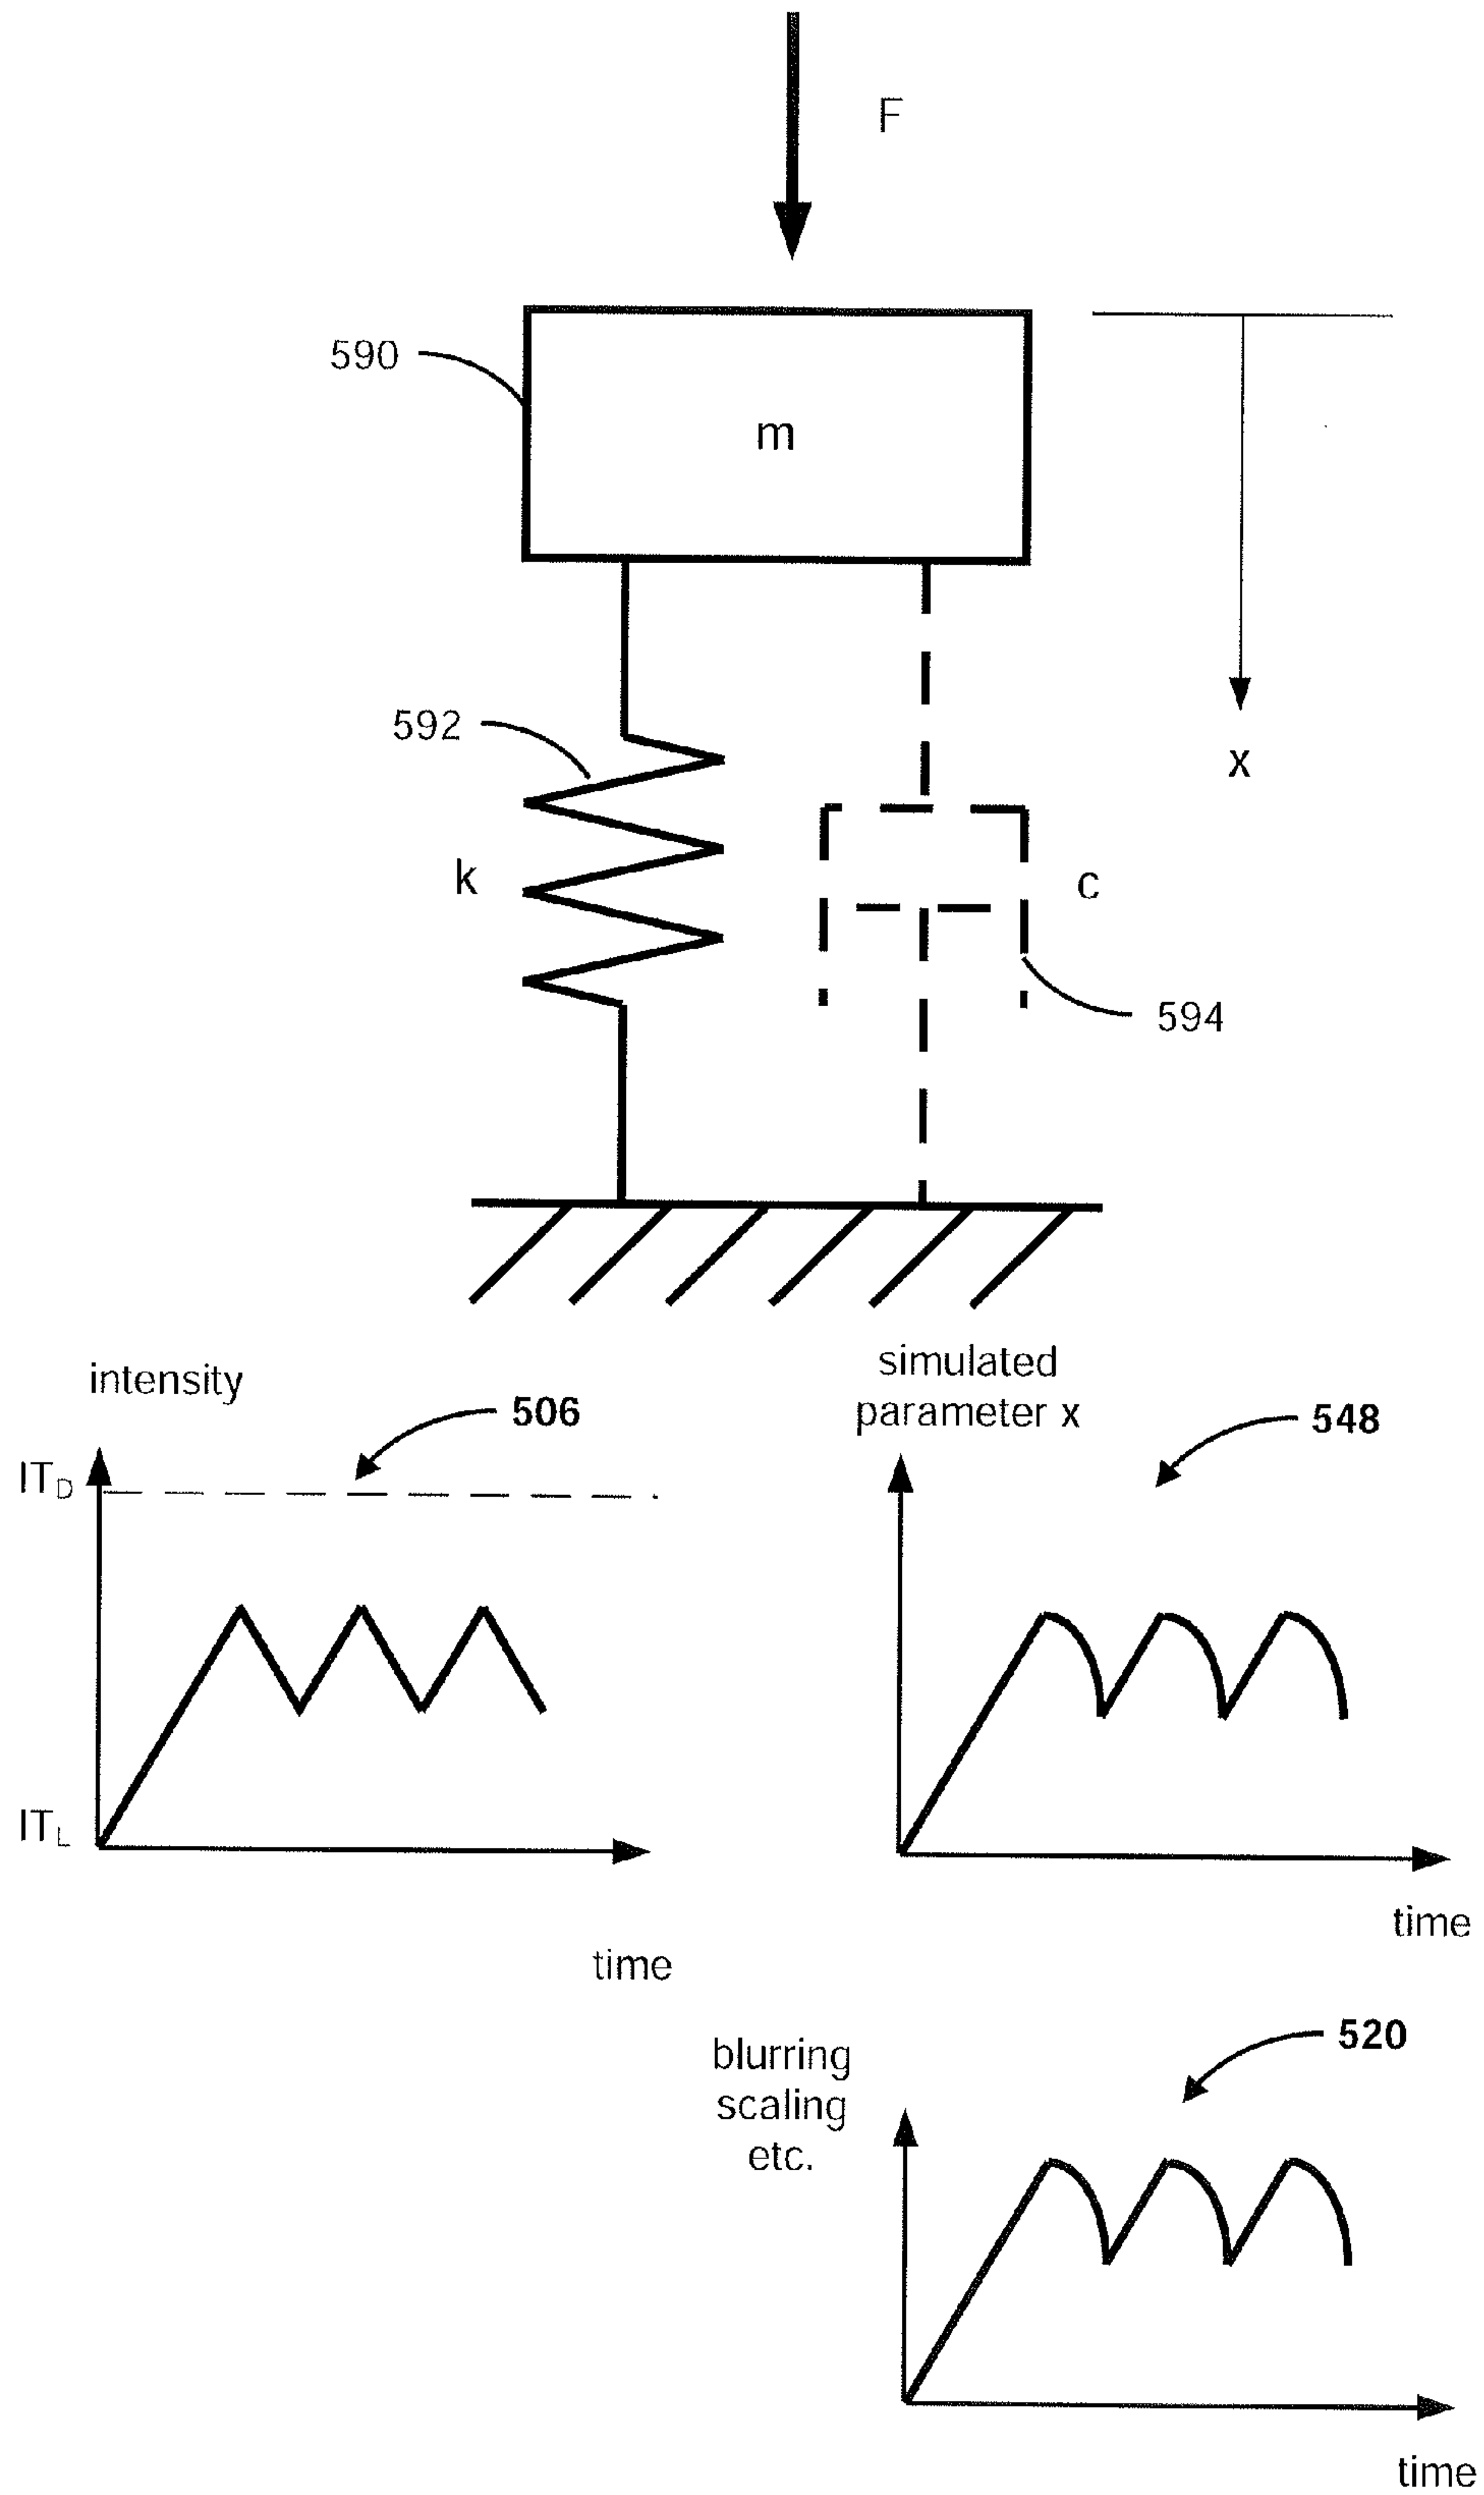 F
590
m
592
x
k
c
594
intensity
506
IT_D
IT_L
time
simulated
parameter x
548
time
520
blurring
scaling
etc.
time